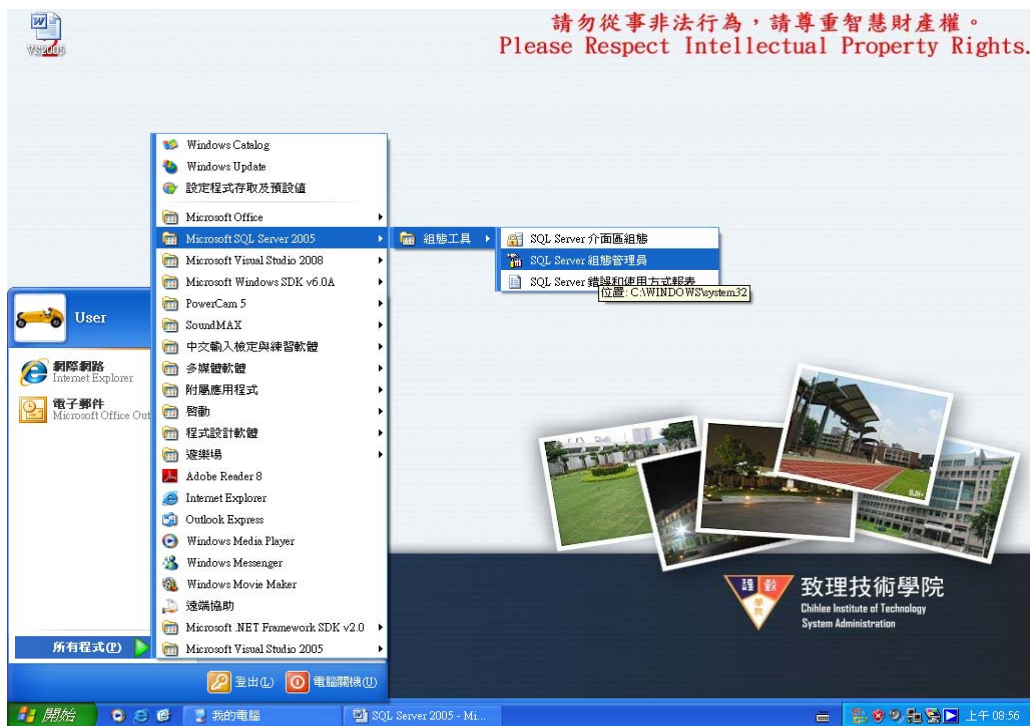 請勿從事非法行為，請尊重智慧財產權。
Please Respect Intellectual Property Rights.
VS2005
Windows Catalog
Windows Update
設定程式存取及預設值
Microsoft Office
Microsoft SQL Server 2005
Microsoft Visual Studio 2008
Microsoft Windows SDK v6.0A
PowerCam 5
SoundMAX
中文輸入檢定與練習軟體
多媒體軟體
附屬應用程式
啟動
程式設計軟體
遊樂場
Adobe Reader 8
Internet Explorer
Outlook Express
Windows Media Player
Windows Messenger
Windows Movie Maker
遠端協助
Microsoft .NET Framework SDK v2.0
Microsoft Visual Studio 2005
組態工具
SQL Server 介面區組態
SQL Server 組態管理員
SQL Server 錯誤和使用方式報表
位置: C:\WINDOWS\system32
User
網際網路
Internet Explorer
電子郵件
Microsoft Office Out
所有程式(P)
登出(L)
電腦關機(U)
致理
學院
致理技術學院
Chihlee Institute of Technology
System Administration
開始
我的電腦
SQL Server 2005 - Mi...
上午 08:56